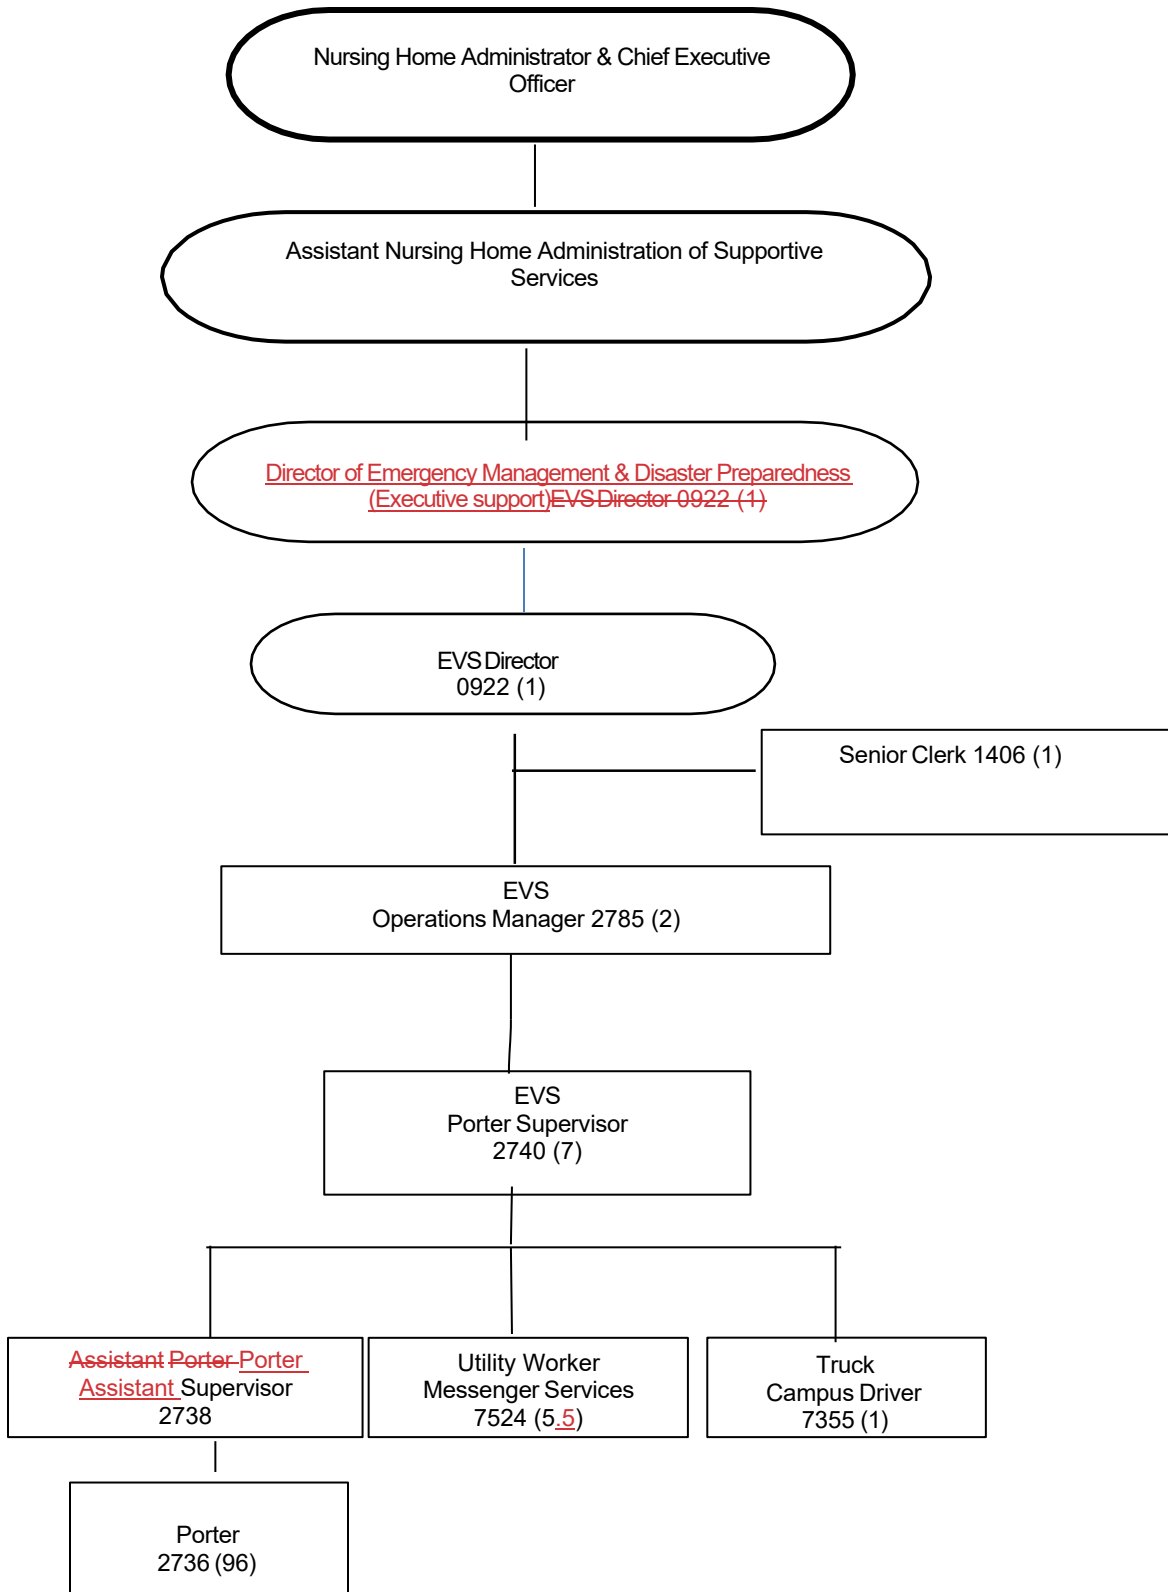 Nursing Home Administrator & Chief Executive
Officer
Assistant Nursing Home Administration of Supportive
Services
Director of Emergency Management & Disaster Preparedness
(Executive support)EVS Director 0922 (1)
EVS Director
0922 (1)
Senior Clerk 1406 (1)
EVS
Operations Manager 2785 (2)
EVS
Porter Supervisor
2740 (7)
Assistant Porter Porter
Assistant Supervisor
2738
Utility Worker
Messenger Services
7524 (5.5)
Truck
Campus Driver
7355 (1)
Porter
2736 (96)